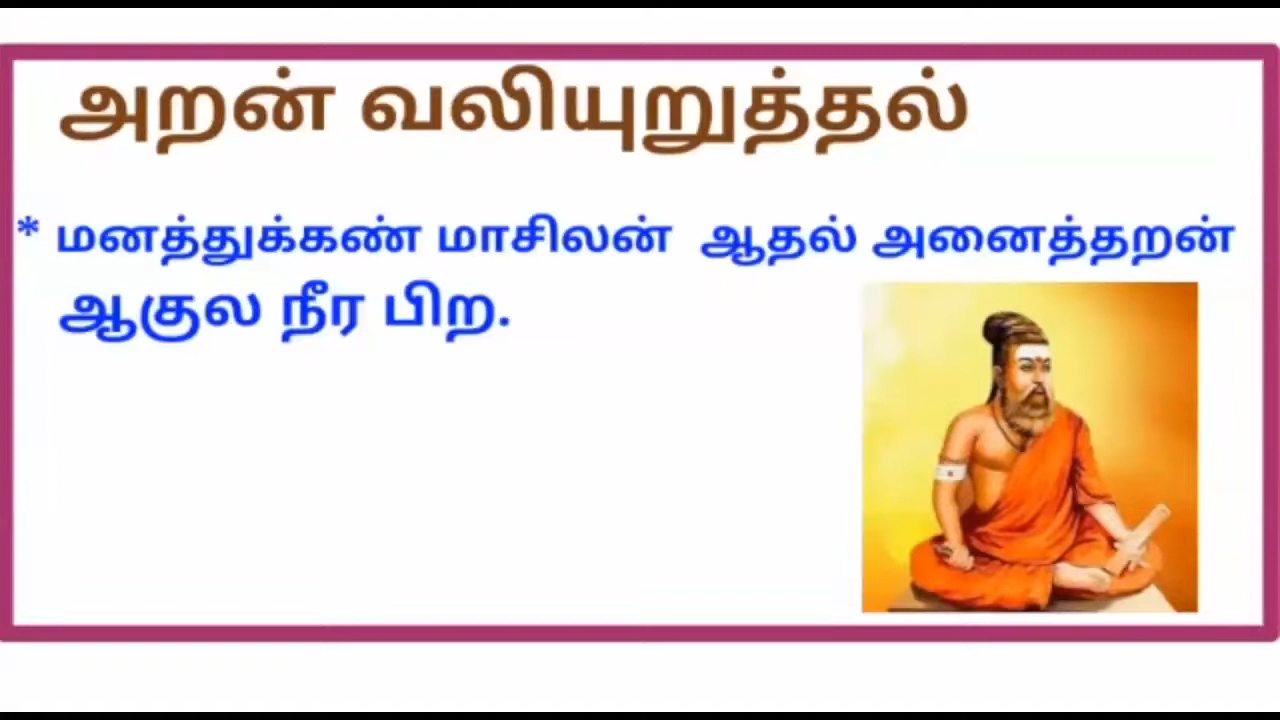 அறன் வலியுறுத்தல்
* மனத்துக்கண் மாசிலன் ஆதல் அனைத்தறன்
ஆகுல நீர பிற.